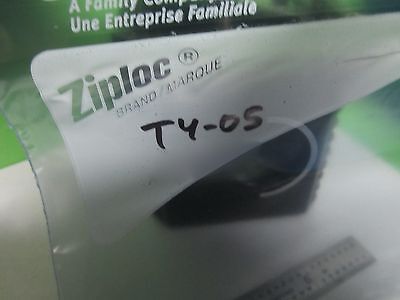 A Family Comp
Une Entreprise Familiale
Ziploc®
BRAND/MARQUE
T4-05